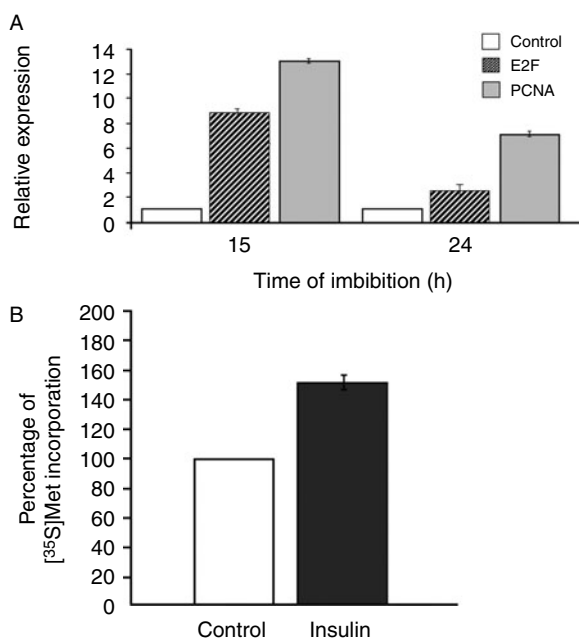 A
Control
E2F
PCNA
Relative expression
14
12
10
8
6
4
2
0
15
24
Time of imbibition (h)
B
Percentage of
[³⁵S]Met incorporation
200
180
160
140
120
100
80
60
40
20
0
Control
Insulin